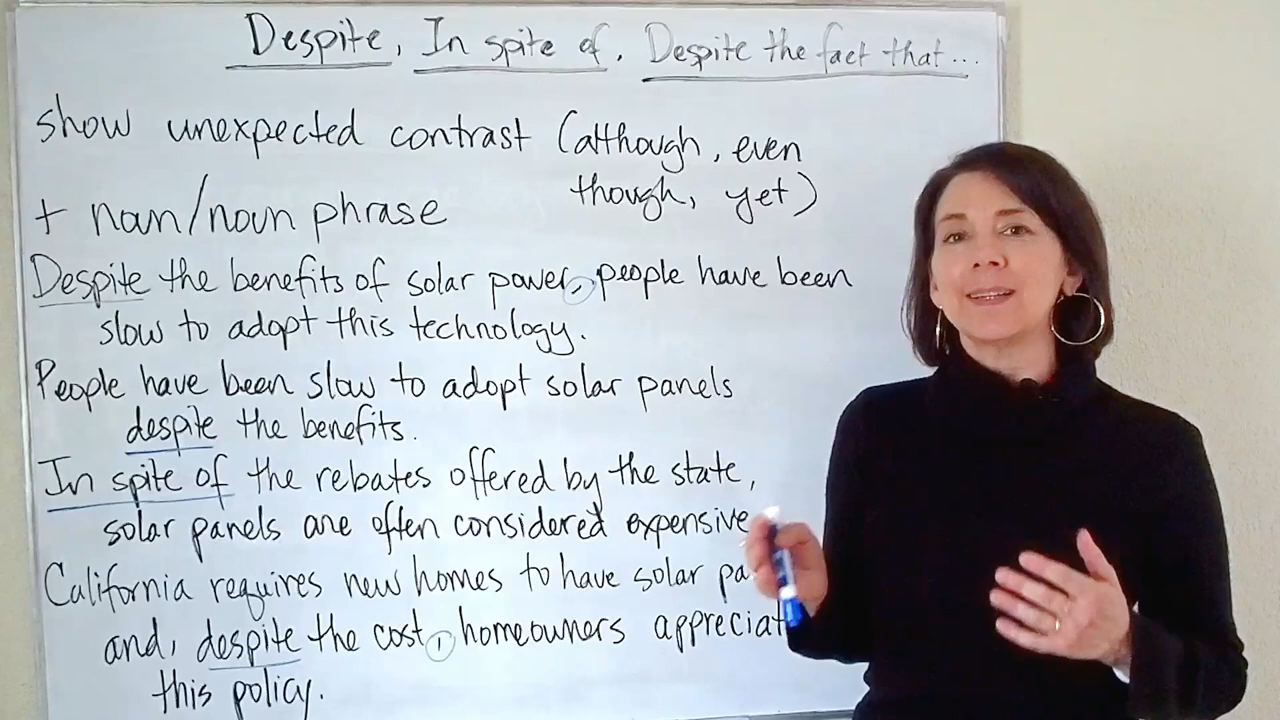 Despite, In spite of, Despite the fact that...
show unexpected contrast (although, even
though, yet)
+ noun/noun phrase
Despite the benefits of solar power, people have been
slow to adopt this technology.
People have been slow to adopt solar panels
despite the benefits.
In spite of the rebates offered by the state,
solar panels are often considered expensive
California requires new homes to have solar pa
and, despite the cost, homeowners appreciat
this policy.